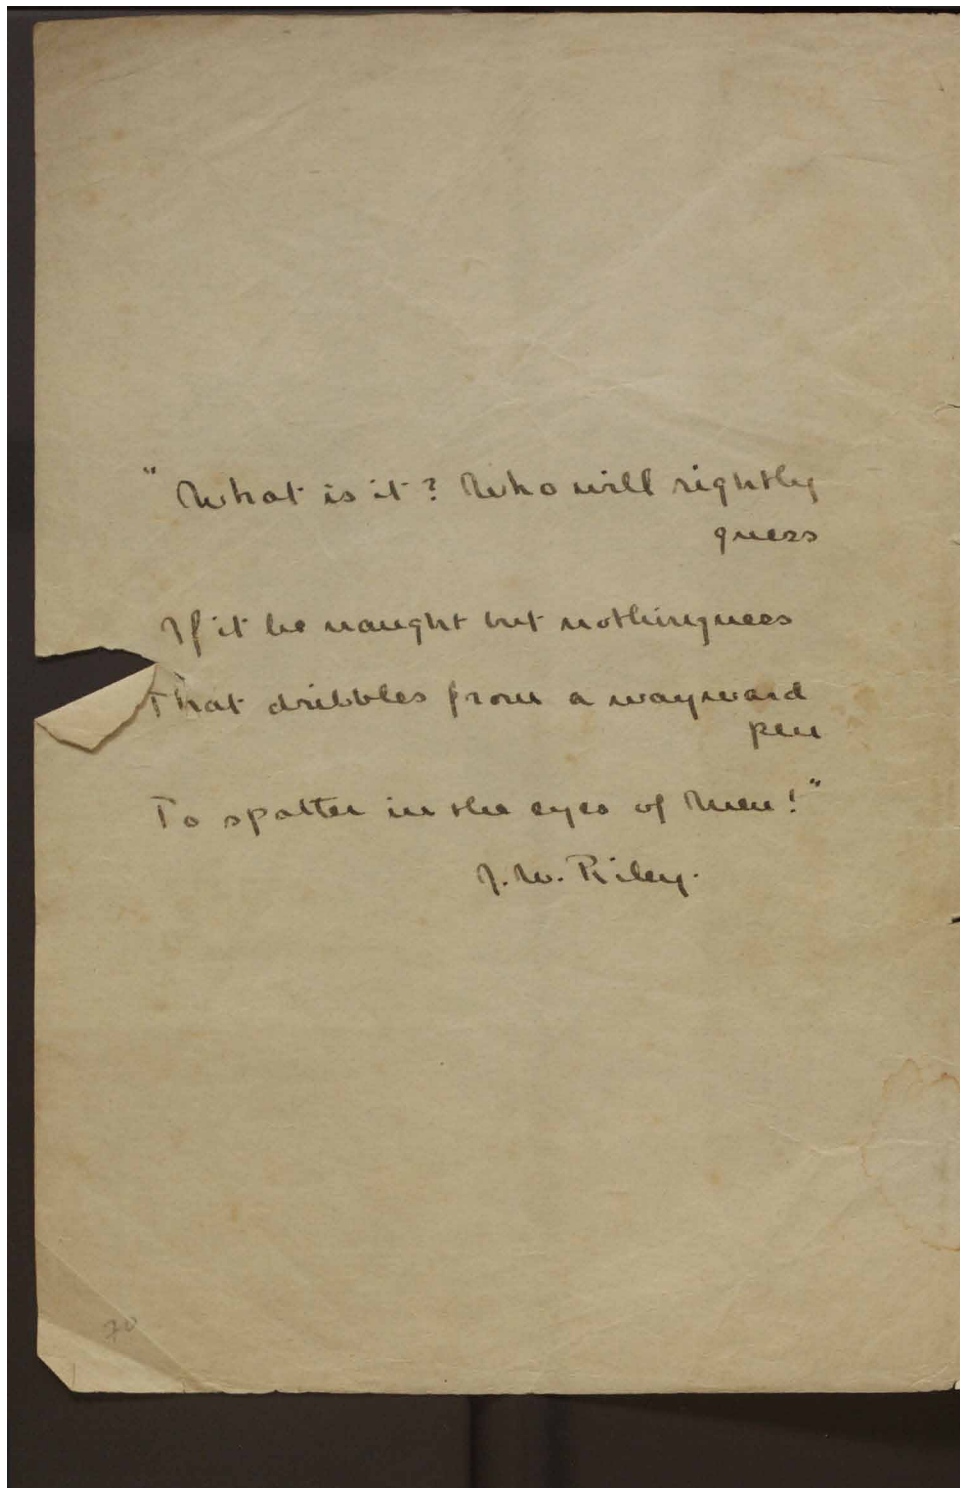 "What is it? Who will rightly
guess
If it be naught but nothingness
That dribbles from a wayward
pen
To spatter in the eyes of Men!"
J. W. Riley.
70